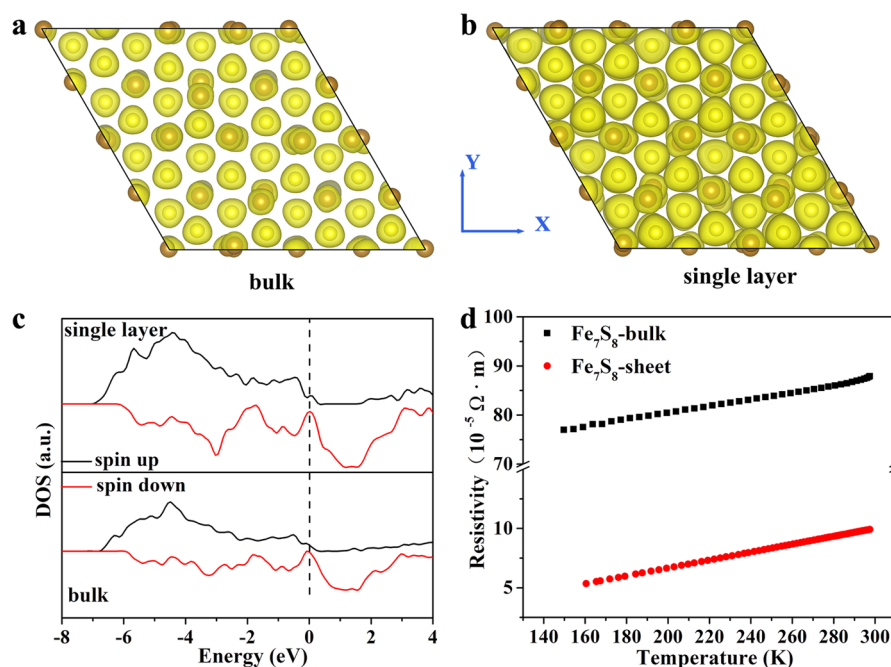 a
b
Y
X
bulk
single layer
c
single layer
spin up
spin down
bulk
DOS (a.u.)
-8
-6
-4
-2
0
2
4
Energy (eV)
d
100
90
80
70
10
5
Fe₇S₈-bulk
Fe₇S₈-sheet
Resistivity（10⁻⁵ Ω · m)
140
160
180
200
220
240
260
280
300
Temperature (K)